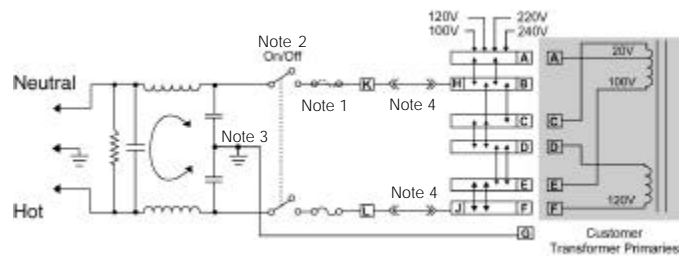 120V 220V
100V 240V
Note 2
On/Off
A A 20V
Neutral
K H B 100V
Note 1 Note 4
C C
Note 3
D D
Note 4
E E
120V
Hot
L J F F
G
Customer
Transformer Primaries